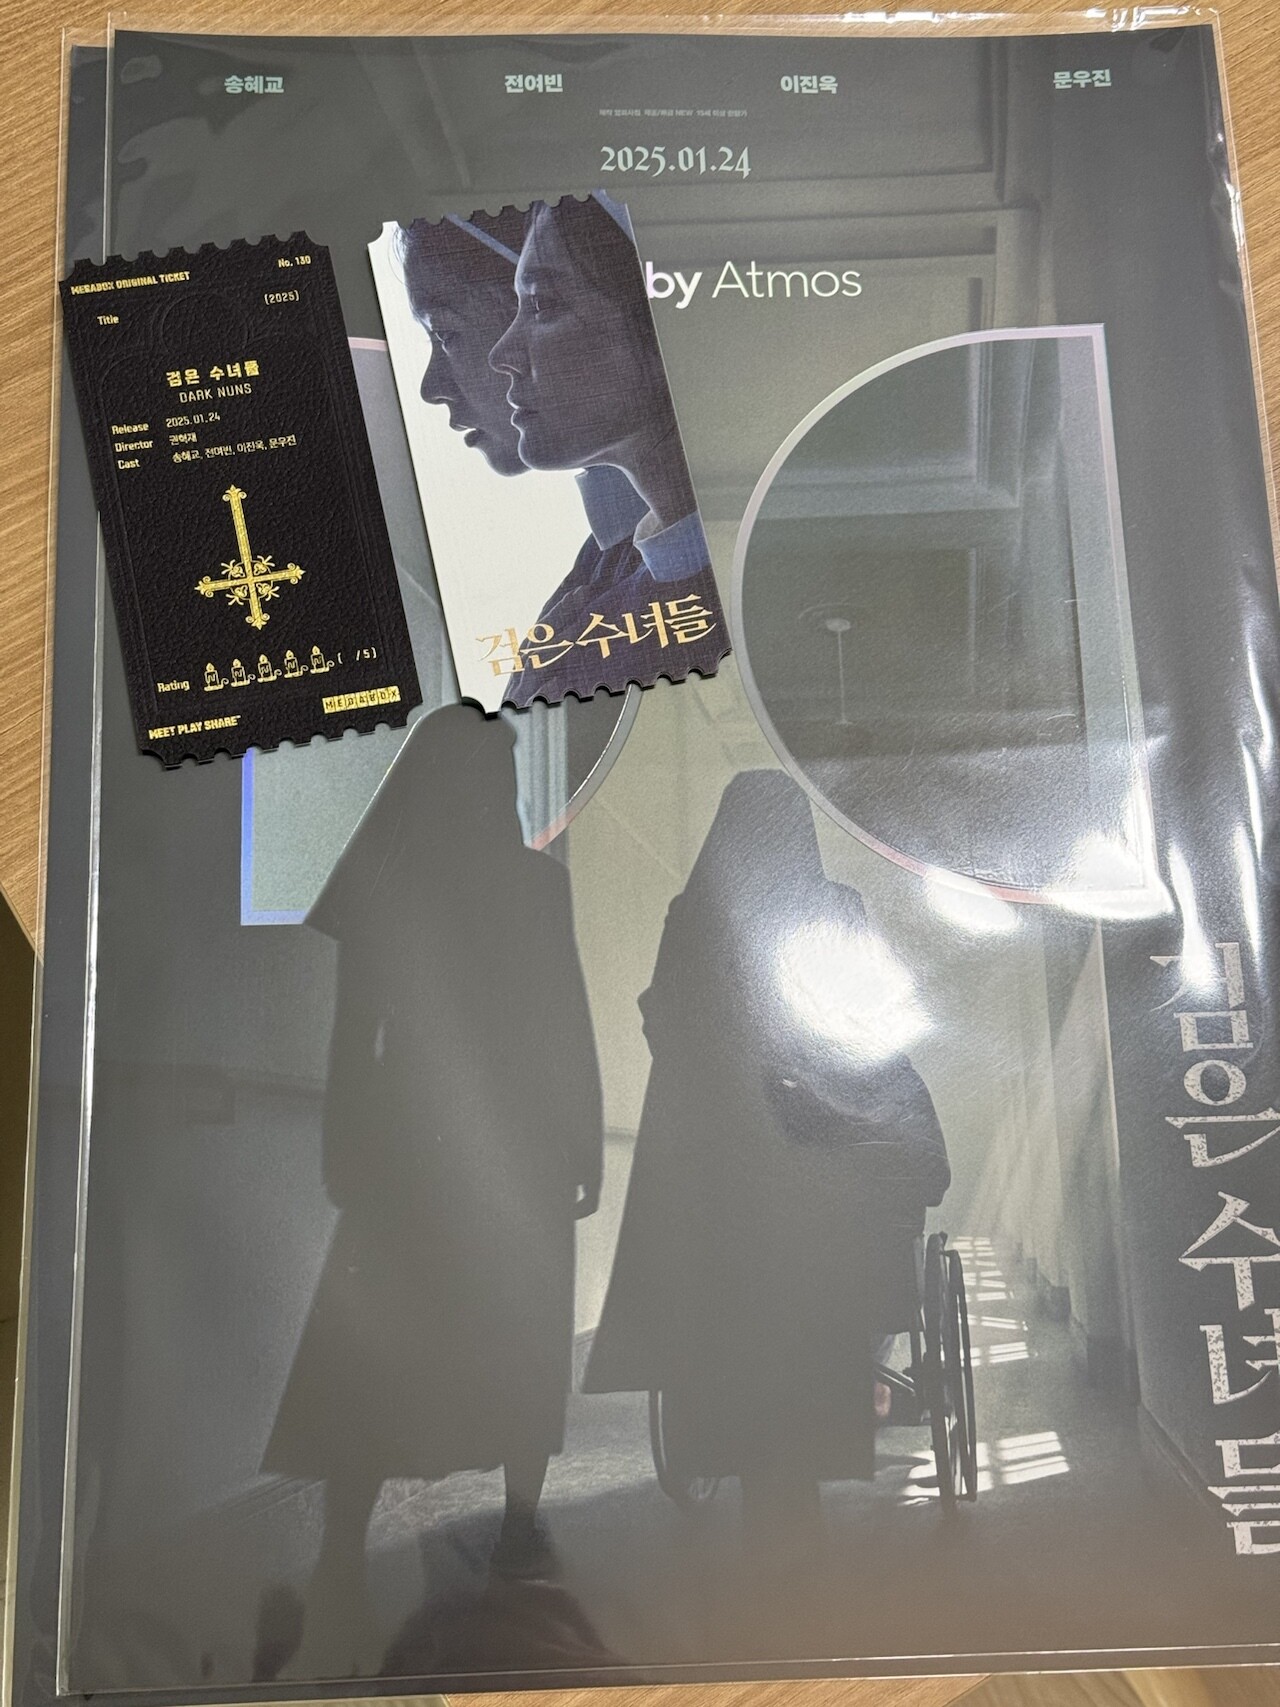 송혜교 전여빈 이진욱 문우진
2025.01.24
by Atmos
MEGABOX ORIGINAL TICKET
No. 130
(2025)
Title
검은 수녀들
DARK NUNS
Release 2025.01.24
Director 권혁재
Cast 송혜교, 전여빈, 이진욱, 문우진
Rating ( /5)
MEGABOX
MEET PLAY SHARE
검은 수녀들
검은 수녀들